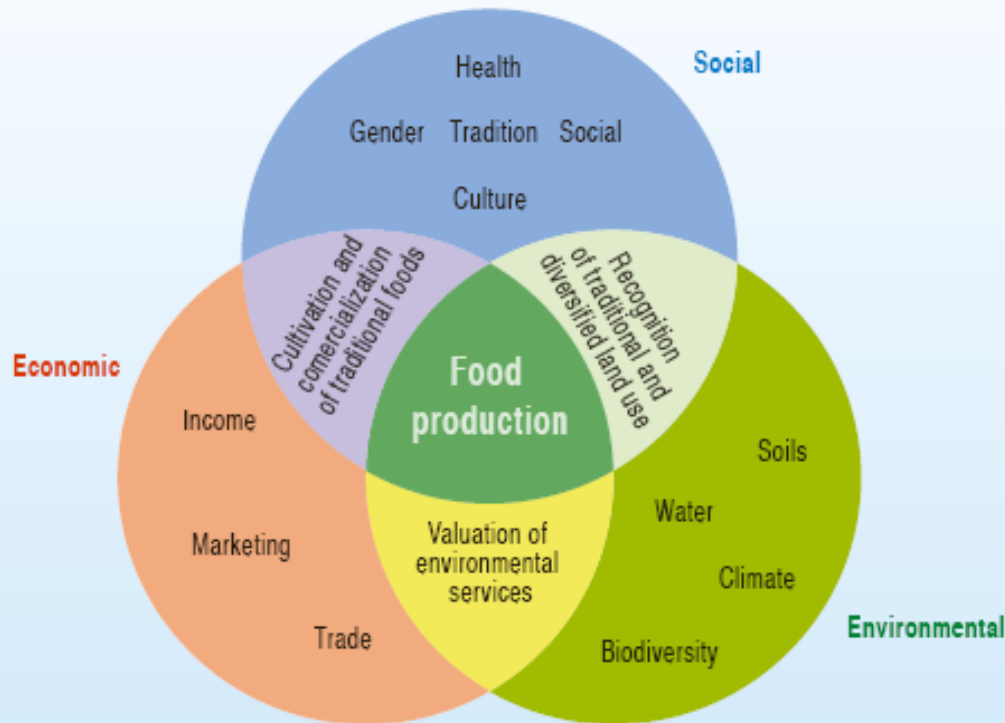 Social
Health
Gender Tradition Social
Culture
Cultivation and
comercialization
of traditional foods
Recognition
of traditional and
diversified land use
Economic
Food
production
Income
Marketing
Trade
Valuation of
environmental
services
Soils
Water
Climate
Biodiversity
Environmental